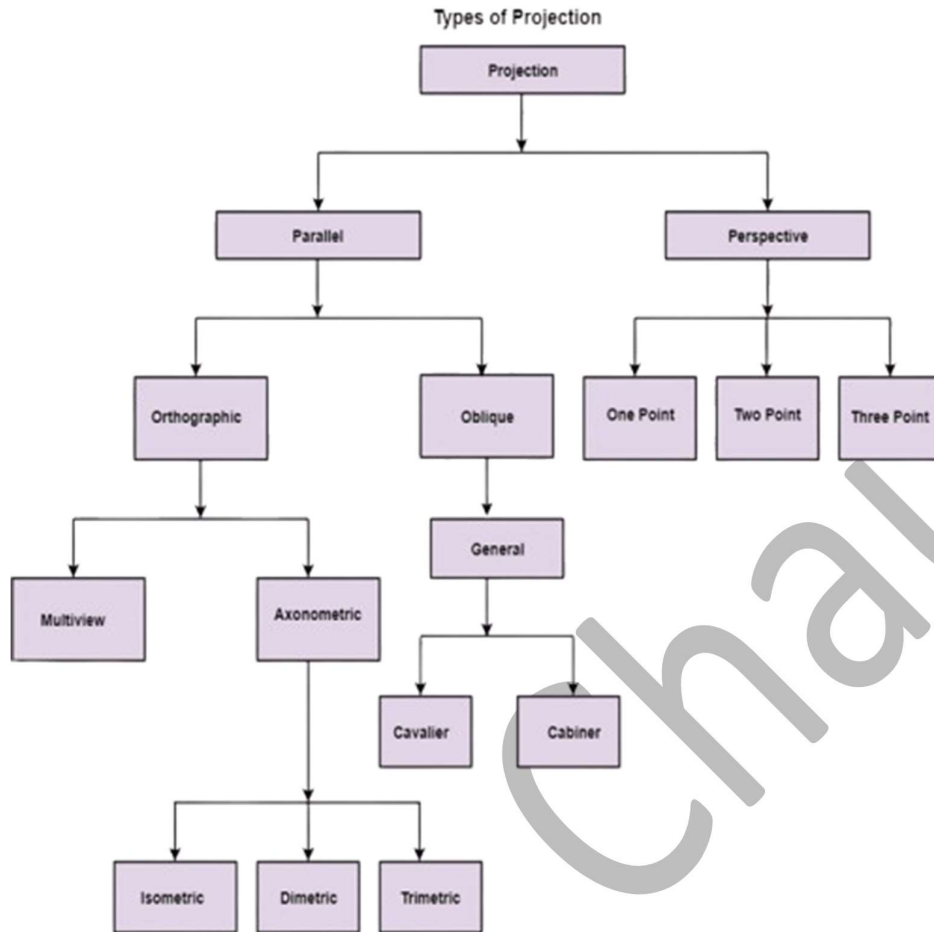 Types of Projection
Projection
Parallel
Perspective
Orthographic
Oblique
One Point
Two Point
Three Point
General
Multiview
Axonometric
Cavalier
Cabiner
Isometric
Dimetric
Trimetric